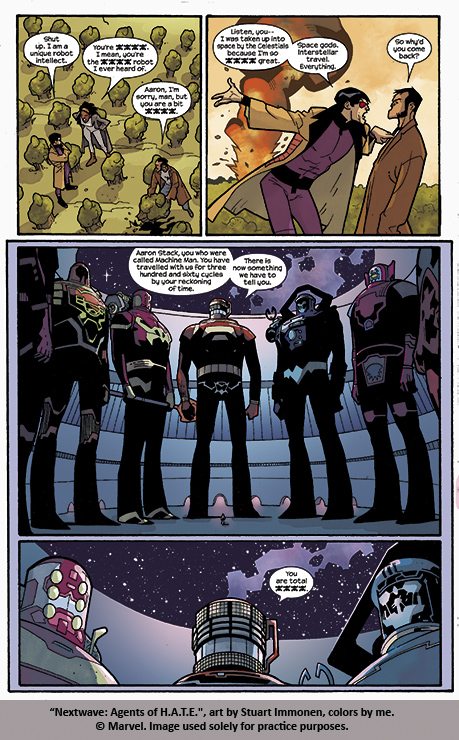 Shut
up. I am a
unique robot
intellect.
You're ☠☠☠☠.
I mean, you're
the ☠☠☠☠ robot
I ever heard of.
Aaron, I'm
sorry, man, but
you are a bit
☠☠☠☠.
Listen, you--
I was taken up into
space by the Celestials
because I'm so
☠☠☠☠ great.
Space gods.
Interstellar
travel.
Everything.
So why'd
you come
back?
Aaron Stack, you who were
called Machine Man. You have
travelled with us for three
hundred and sixty cycles
by your reckoning
of time.
There is
now something
we have to
tell you.
You
are total
☠☠☠☠.
"Nextwave: Agents of H.A.T.E.", art by Stuart Immonen, colors by me.
© Marvel. Image used solely for practice purposes.